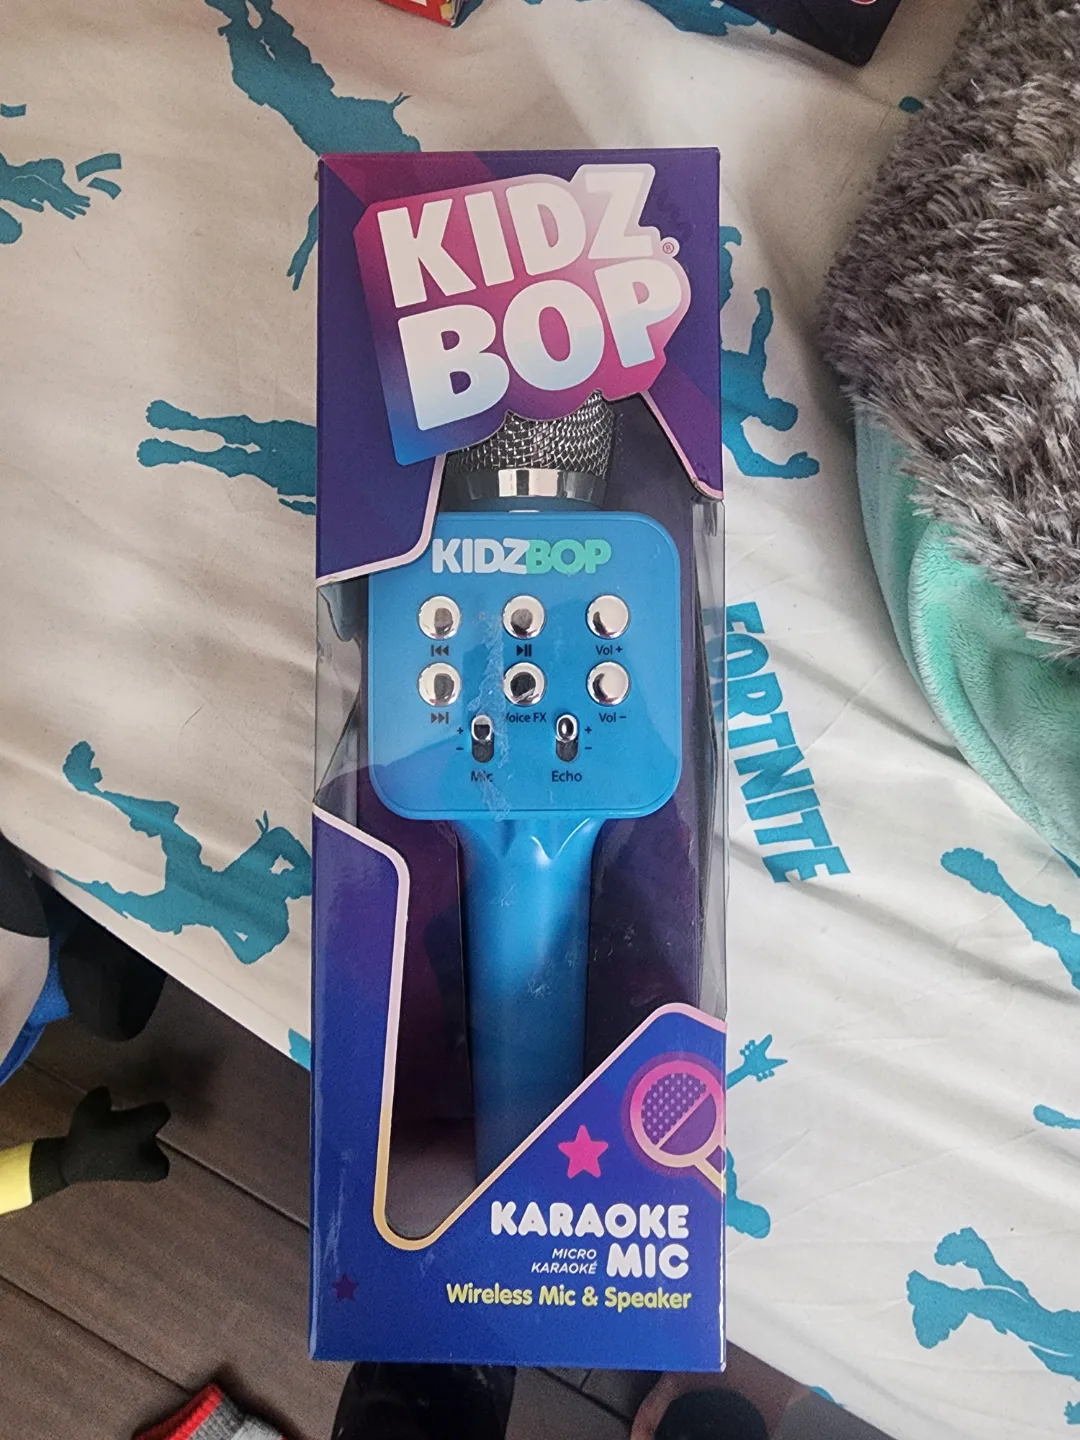 KIDZ
BOP®
KIDZBOP
Vol +
Voice FX
Vol -
+
-
+
-
Mic
Echo
FORTNITE
KARAOKE
MICRO
KARAOKÉ
MIC
Wireless Mic & Speaker